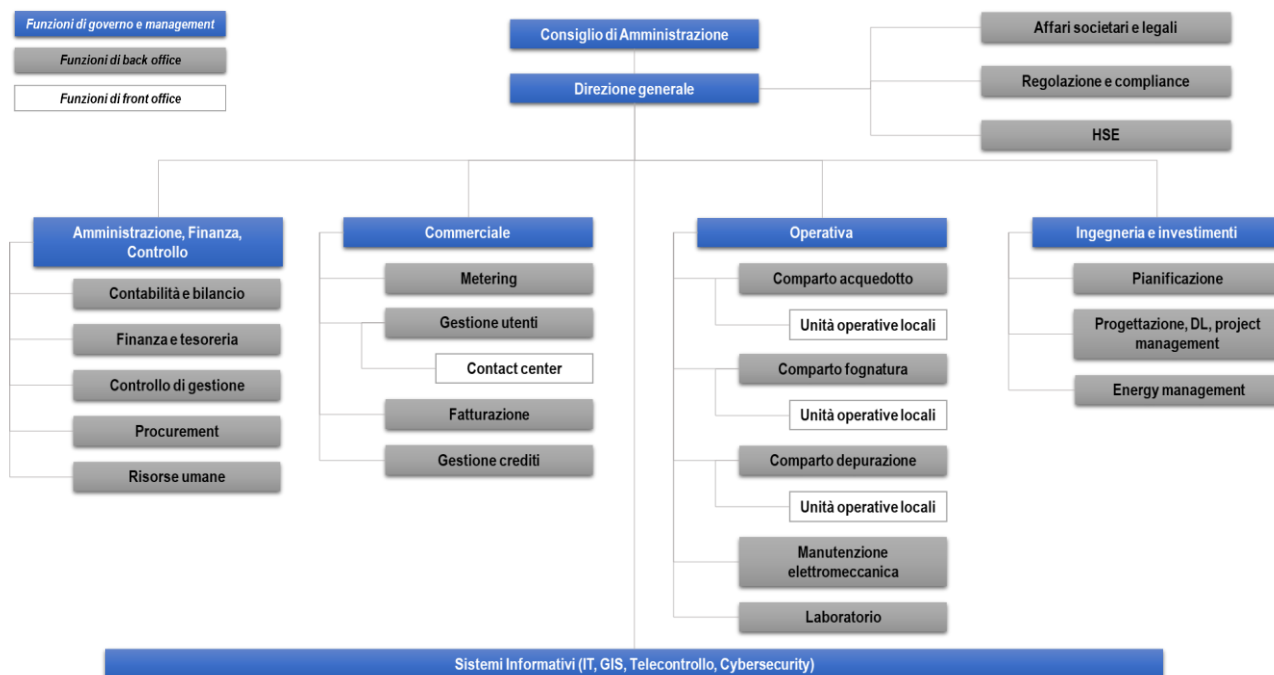 Funzioni di governo e management
Funzioni di back office
Funzioni di front office
Consiglio di Amministrazione
Direzione generale
Affari societari e legali
Regolazione e compliance
HSE
Amministrazione, Finanza,
Controllo
Contabilità e bilancio
Finanza e tesoreria
Controllo di gestione
Procurement
Risorse umane
Commerciale
Metering
Gestione utenti
Contact center
Fatturazione
Gestione crediti
Operativa
Comparto acquedotto
Unità operative locali
Comparto fognatura
Unità operative locali
Comparto depurazione
Unità operative locali
Manutenzione
elettromeccanica
Laboratorio
Ingegneria e investimenti
Pianificazione
Progettazione, DL, project
management
Energy management
Sistemi Informativi (IT, GIS, Telecontrollo, Cybersecurity)